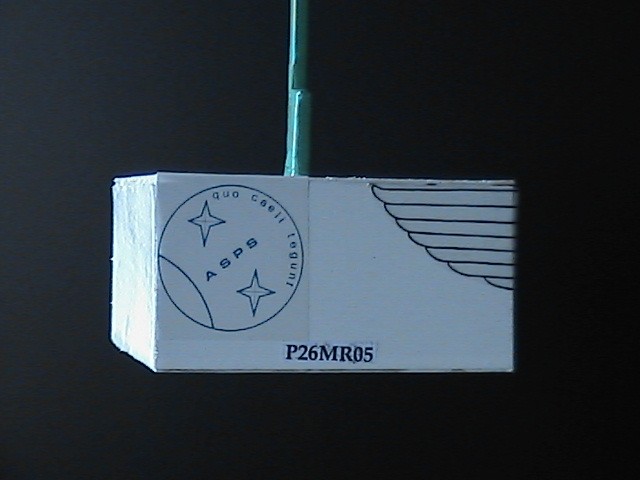 quo caeli tegunt
ASPS
P26MR05